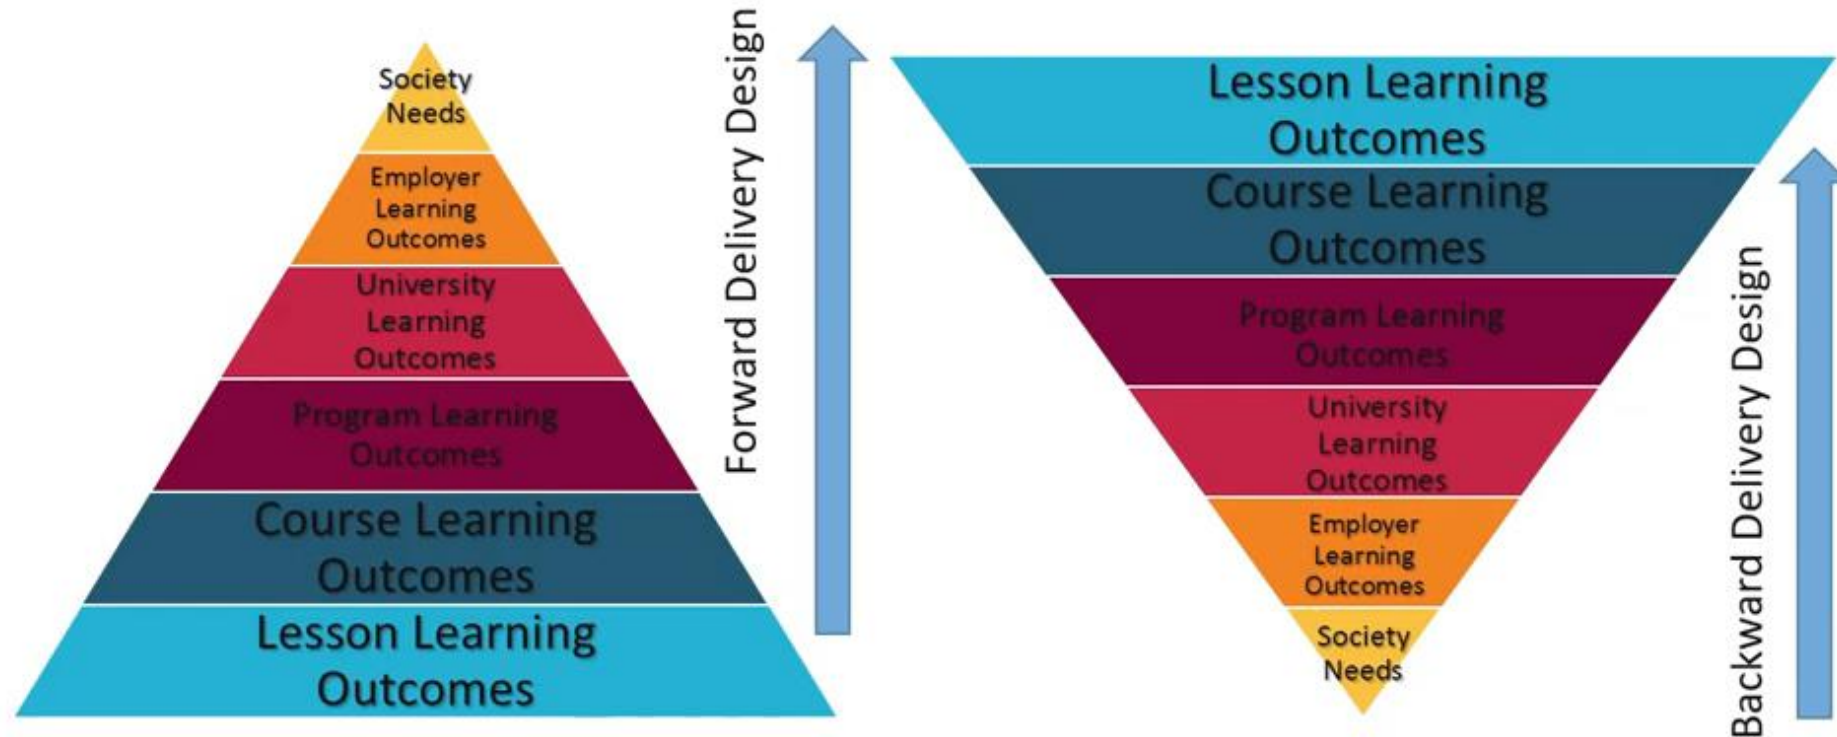 Society
Needs
Employer
Learning
Outcomes
University
Learning
Outcomes
Program Learning
Outcomes
Course Learning
Outcomes
Lesson Learning
Outcomes
Forward Delivery Design
Lesson Learning
Outcomes
Course Learning
Outcomes
Program Learning
Outcomes
University
Learning
Outcomes
Employer
Learning
Outcomes
Society
Needs
Backward Delivery Design